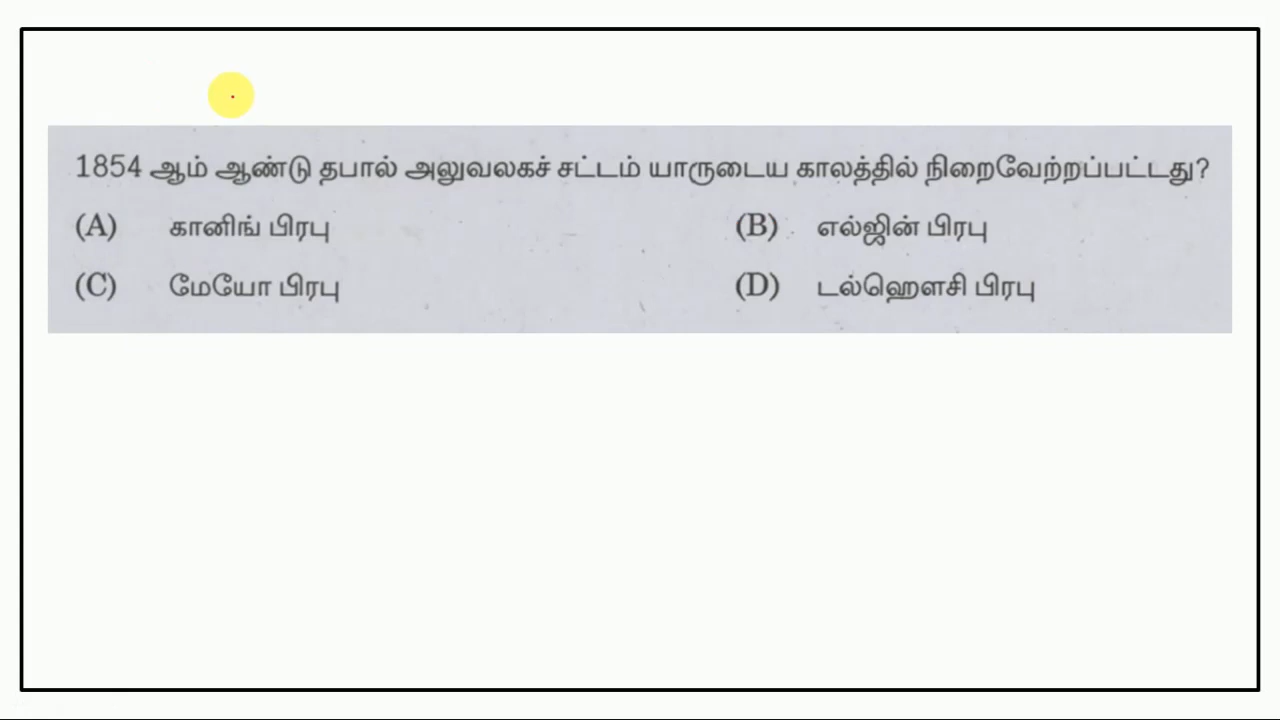 1854 ஆம் ஆண்டு தபால் அலுவலகச் சட்டம் யாருடைய காலத்தில் நிறைவேற்றப்பட்டது?
(A) கானிங் பிரபு (B) எல்ஜின் பிரபு
(C) மேயோ பிரபு (D) டல்ஹௌசி பிரபு